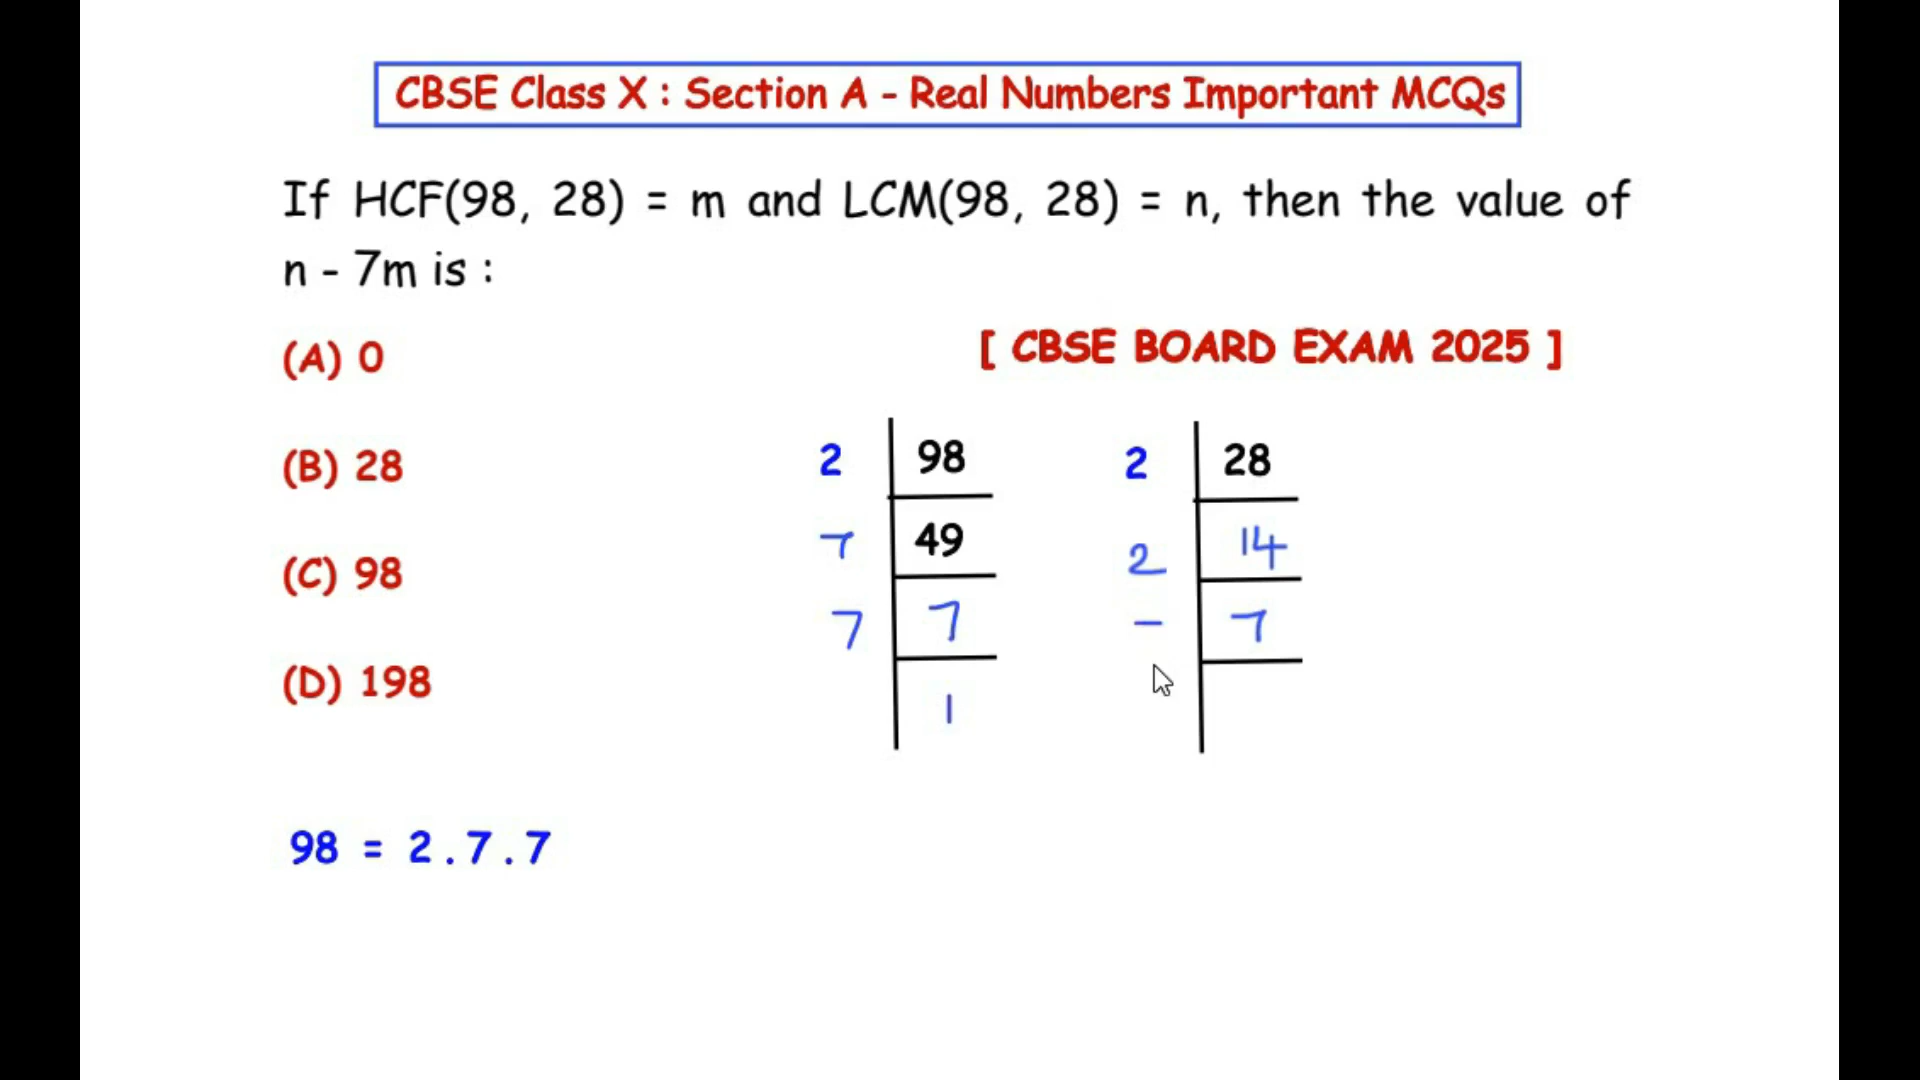 CBSE Class X : Section A - Real Numbers Important MCQs
If HCF(98, 28) = m and LCM(98, 28) = n, then the value of
n - 7m is :
(A) 0
[ CBSE BOARD EXAM 2025 ]
(B) 28
(C) 98
(D) 198
2 98
7 49
7 7
1
2 28
2 14
- 7
98 = 2 . 7 . 7